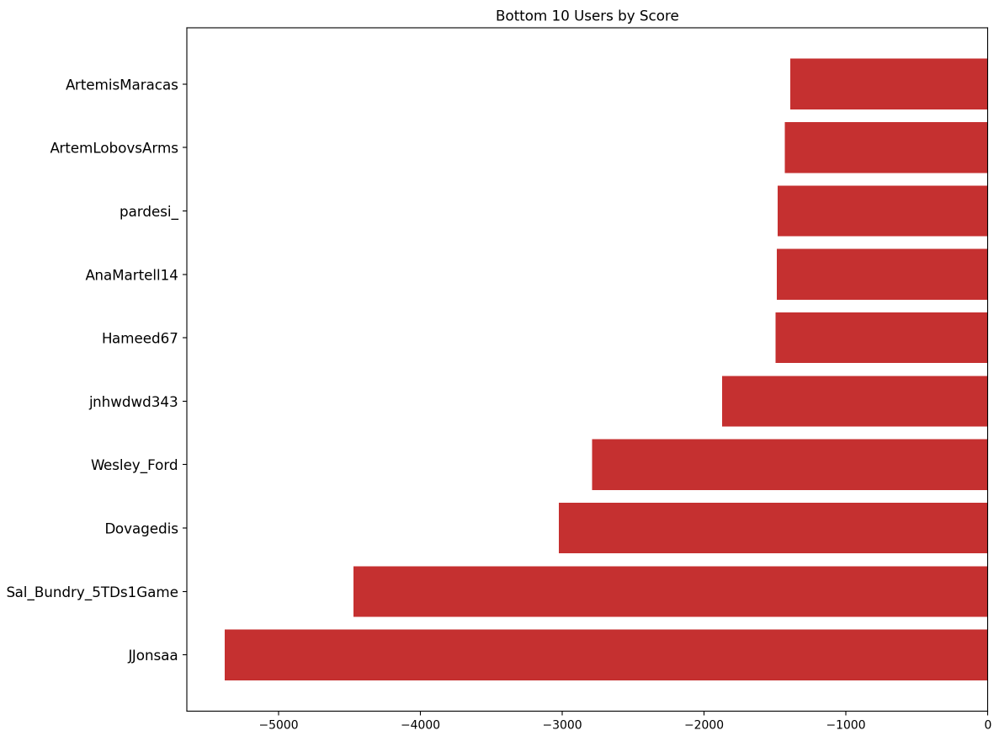 Bottom 10 Users by Score
ArtemisMaracas
ArtemLobovsArms
pardesi_
AnaMartell14
Hameed67
jnhwdwd343
Wesley_Ford
Dovagedis
Sal_Bundry_5TDs1Game
JJonsaa
−5000 −4000 −3000 −2000 −1000 0